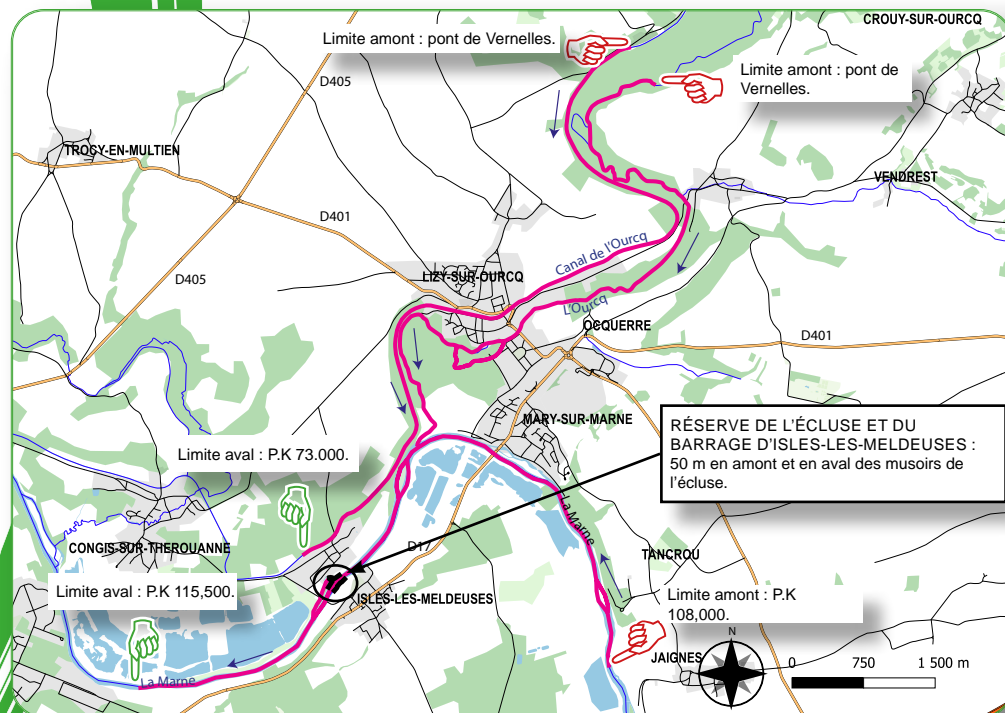 CROUY-SUR-OURCQ
Limite amont : pont de Vernelles.
Limite amont : pont de
Vernelles.
D405
TROCY-EN-MULTIEN
VENDREST
D401
Canal de l'Ourcq
D405
LIZY-SUR-OURCQ
L'Ourcq
OCQUERRE
D401
MARY-SUR-MARNE
RÉSERVE DE L'ÉCLUSE ET DU
BARRAGE D'ISLES-LES-MELDEUSES :
50 m en amont et en aval des musoirs de
l'écluse.
Limite aval : P.K 73.000.
La Marne
D17
CONGIS-SUR-THEROUANNE
TANCROU
Limite aval : P.K 115,500.
ISLES-LES-MELDEUSES
Limite amont : P.K
108,000.
N
JAIGNES
0 750 1 500 m
La Marne